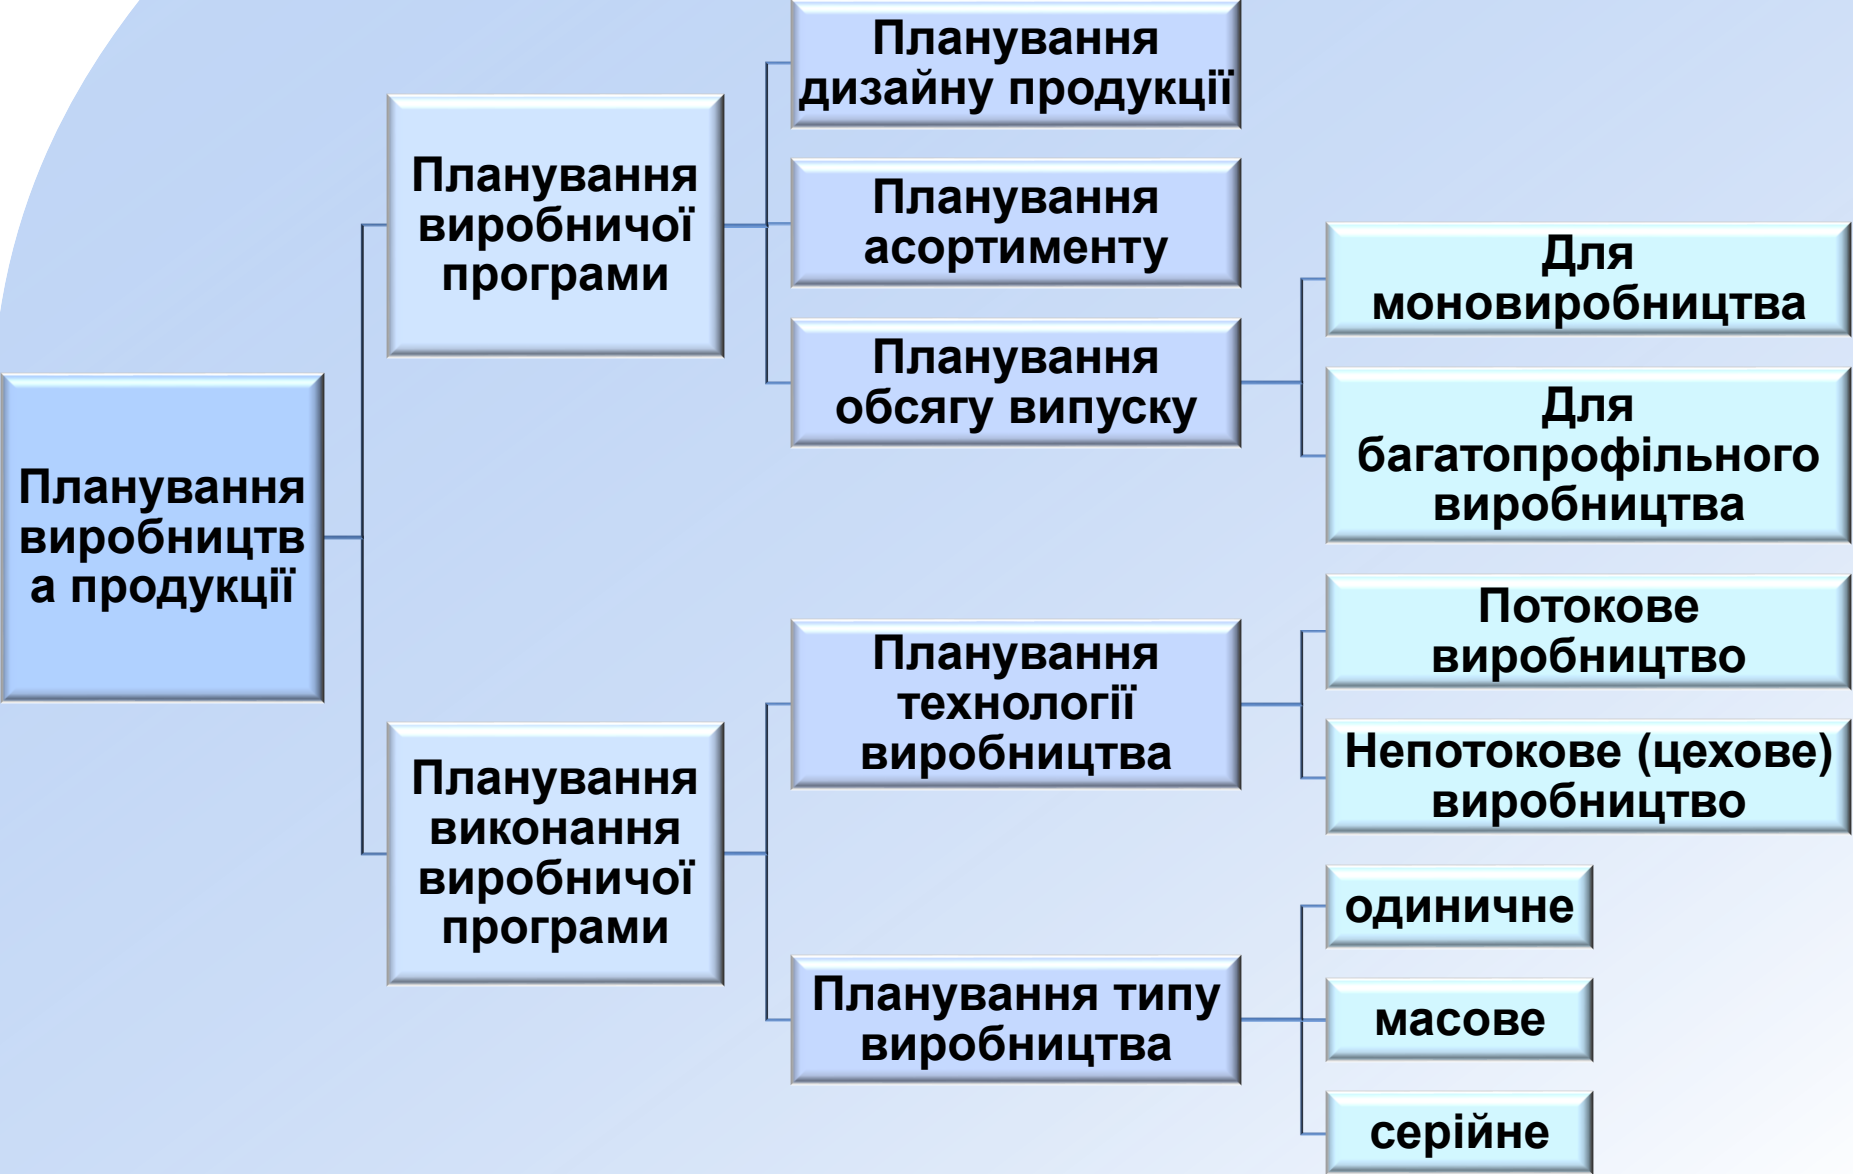 Планування
дизайну продукції
Планування
виробничої
програми
Планування
асортименту
Планування
обсягу випуску
Для
моновиробництва
Для
багатопрофільного
виробництва
Планування
виробництв
а продукції
Планування
виконання
виробничої
програми
Планування
технології
виробництва
Потокове
виробництво
Непотокове (цехове)
виробництво
Планування типу
виробництва
одиничне
масове
серійне